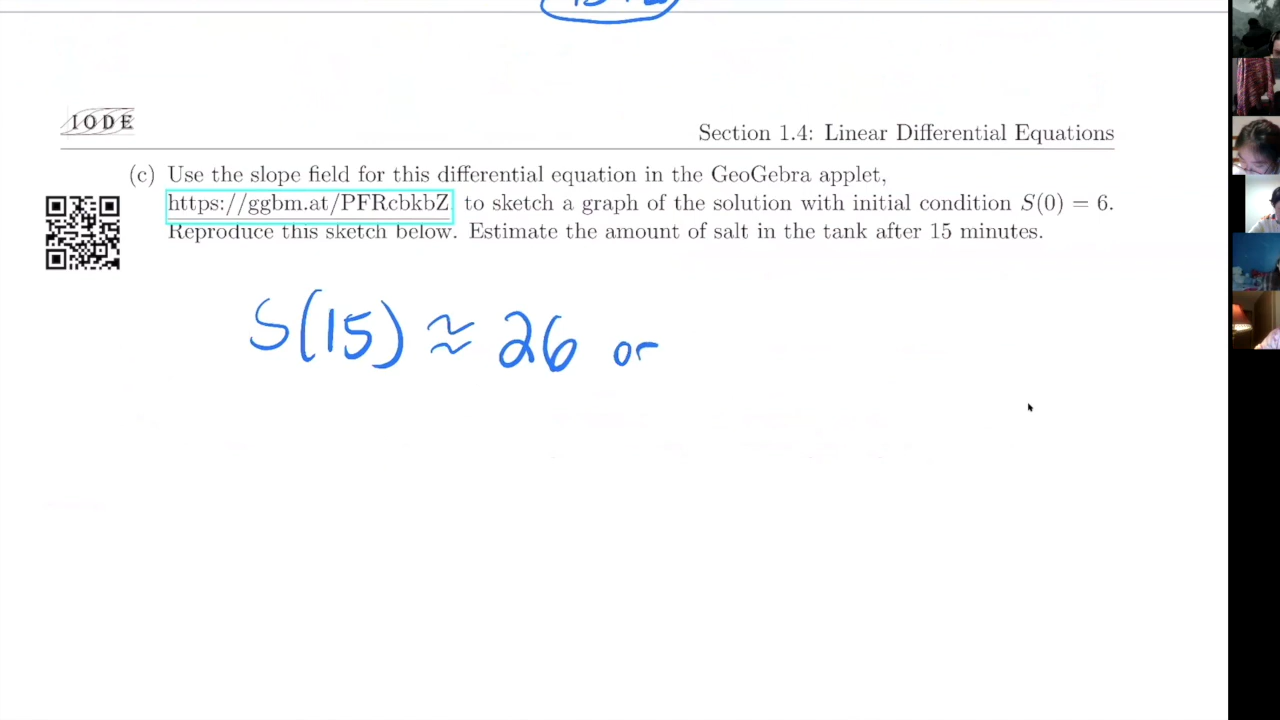 IODE
Section 1.4: Linear Differential Equations
(c) Use the slope field for this differential equation in the GeoGebra applet,
https://ggbm.at/PFRcbkbZ to sketch a graph of the solution with initial condition S(0) = 6.
Reproduce this sketch below. Estimate the amount of salt in the tank after 15 minutes.
S(15) ≈ 26 or